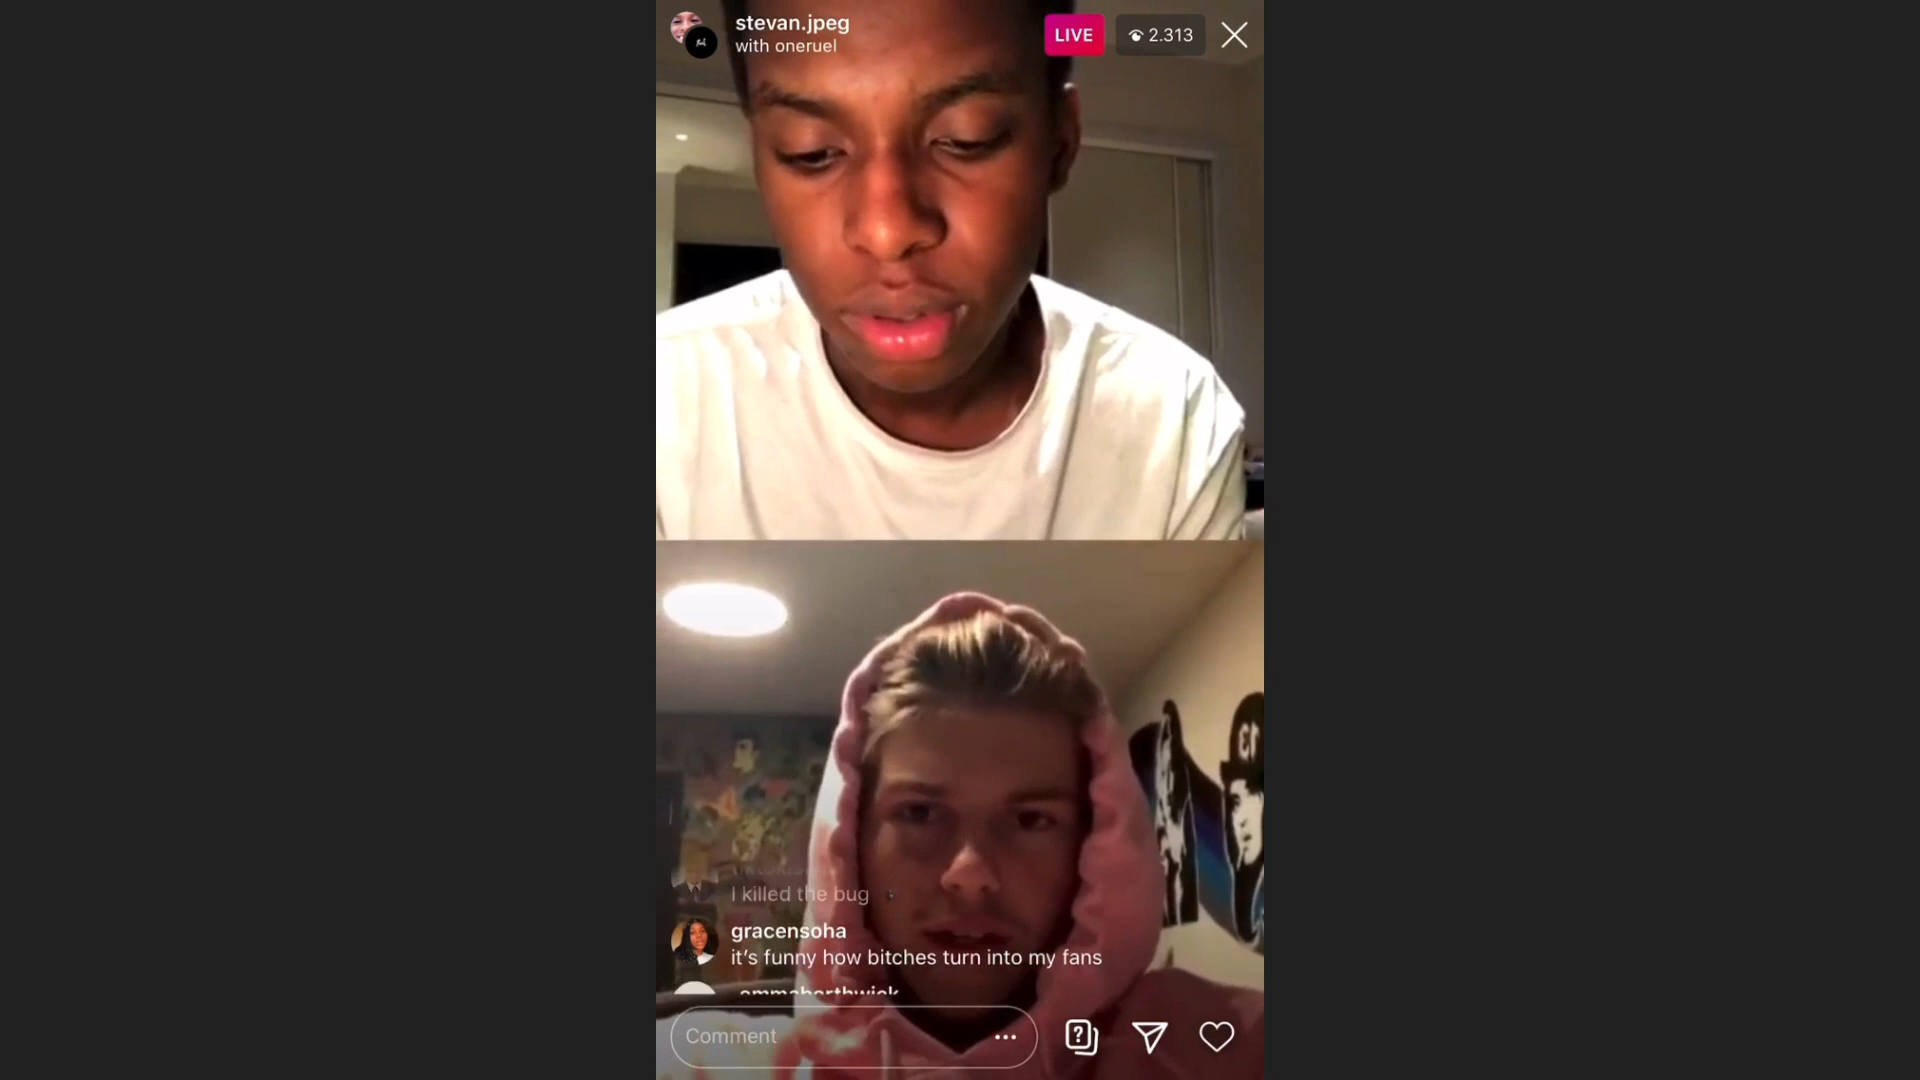 stevan.jpeg
with oneruel
LIVE
2.313
I killed the bug
gracensoha
it’s funny how bitches turn into my fans
Comment